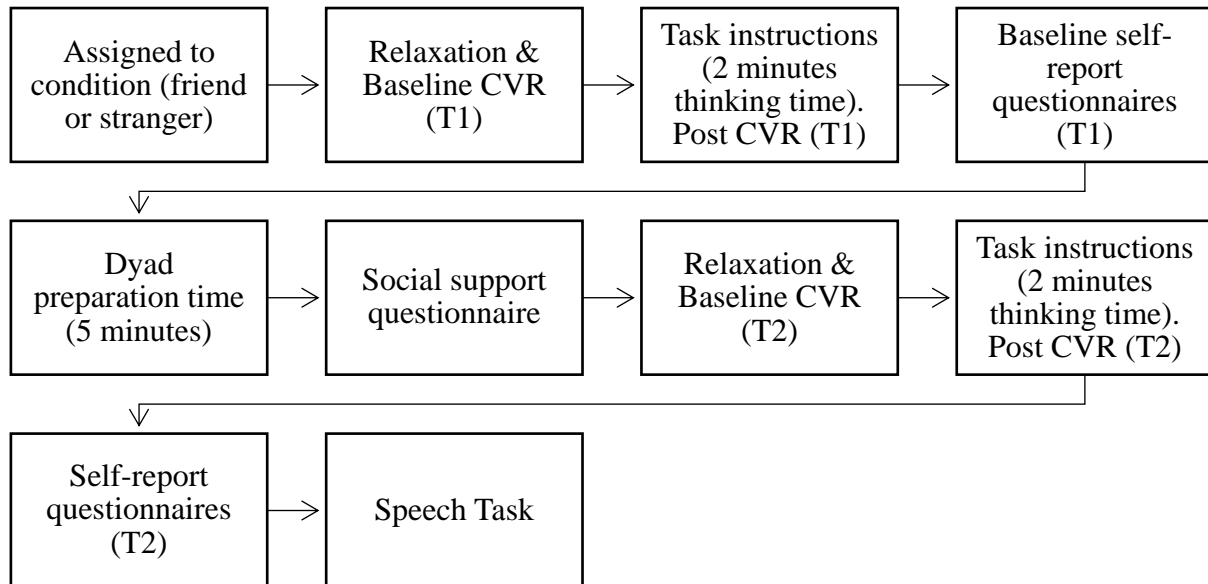 Assigned to
condition (friend
or stranger)
Relaxation &
Baseline CVR
(T1)
Task instructions
(2 minutes
thinking time).
Post CVR (T1)
Baseline self-
report
questionnaires
(T1)
Dyad
preparation time
(5 minutes)
Social support
questionnaire
Relaxation &
Baseline CVR
(T2)
Task instructions
(2 minutes
thinking time).
Post CVR (T2)
Self-report
questionnaires
(T2)
Speech Task